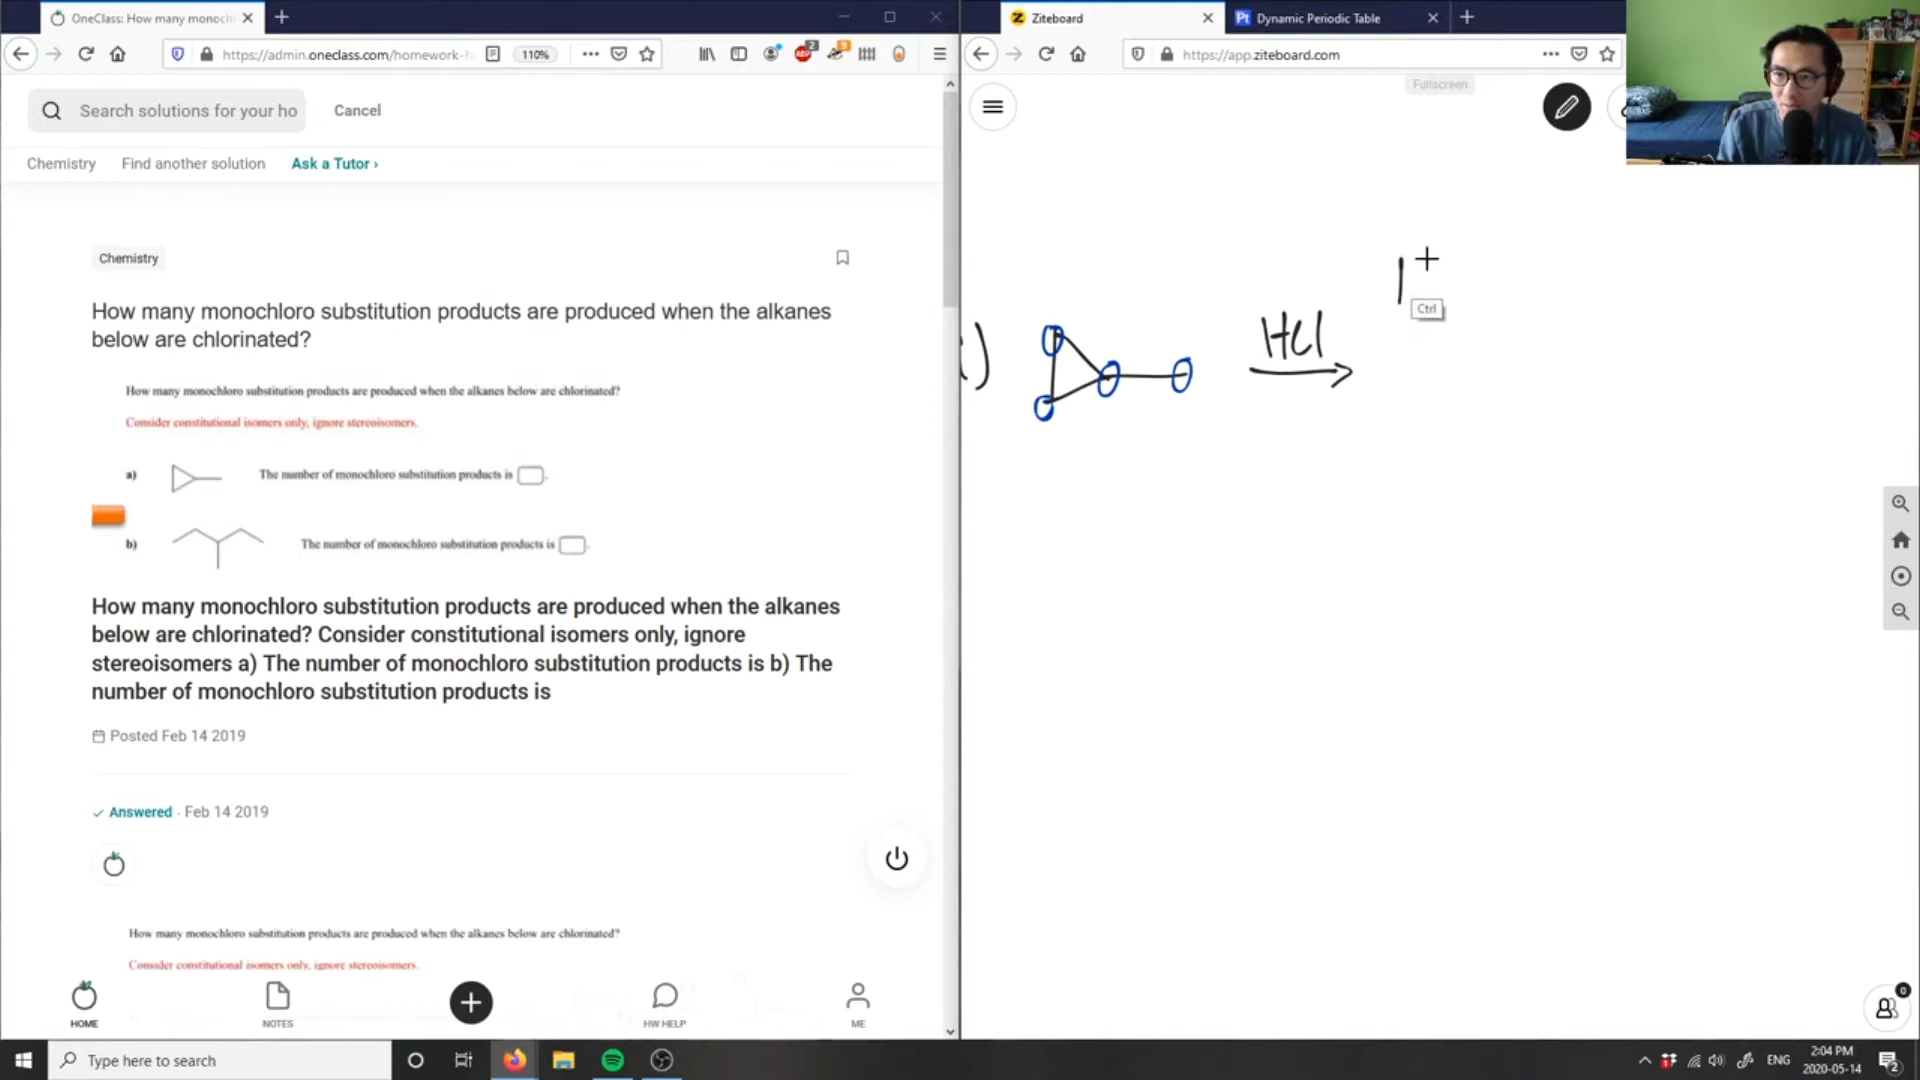 OneClass: How many monochl
https://admin.oneclass.com/homework-h
110%
2
9
Search solutions for your ho
Cancel
Chemistry
Find another solution
Ask a Tutor ›
Chemistry
How many monochloro substitution products are produced when the alkanes
below are chlorinated?
How many monochloro substitution products are produced when the alkanes below are chlorinated?
Consider constitutional isomers only, ignore stereoisomers.
a) The number of monochloro substitution products is .
b) The number of monochloro substitution products is .
How many monochloro substitution products are produced when the alkanes
below are chlorinated? Consider constitutional isomers only, ignore
stereoisomers a) The number of monochloro substitution products is b) The
number of monochloro substitution products is
Posted Feb 14 2019
Answered · Feb 14 2019
How many monochloro substitution products are produced when the alkanes below are chlorinated?
Consider constitutional isomers only, ignore stereoisomers.
HOME
NOTES
HW HELP
ME
Ziteboard
Pt Dynamic Periodic Table
https://app.ziteboard.com
Fullscreen
HCl
Ctrl
0
Type here to search
ENG
2:04 PM
2020-05-14
2